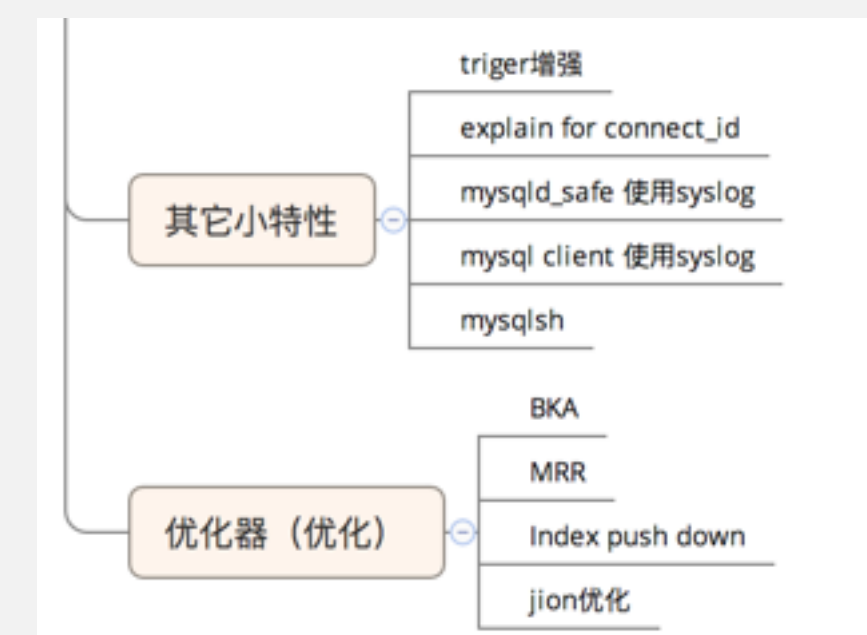 triger增强
explain for connect_id
mysqld_safe 使用syslog
其它小特性
mysql client 使用syslog
mysqlsh
BKA
MRR
优化器（优化）
Index push down
jion优化